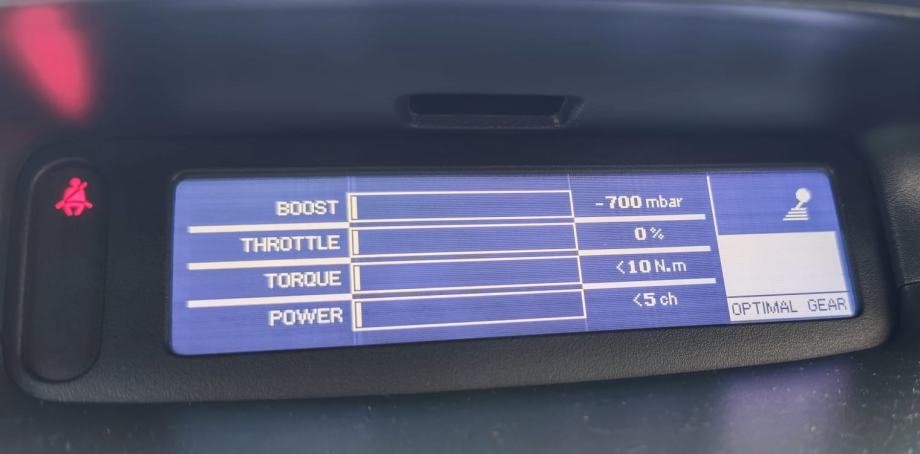 BOOST -700 mbar
THROTTLE 0 %
TORQUE <10 N.m
POWER <5 ch
OPTIMAL GEAR